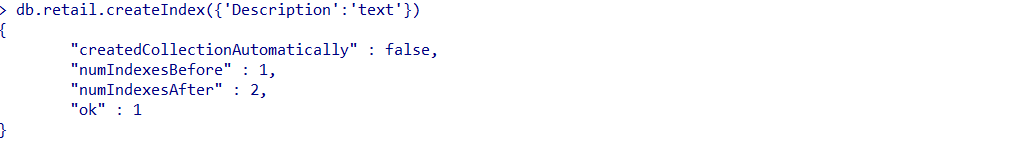 > db.retail.createIndex({'Description':'text'})
{
        "createdCollectionAutomatically" : false,
        "numIndexesBefore" : 1,
        "numIndexesAfter" : 2,
        "ok" : 1
}